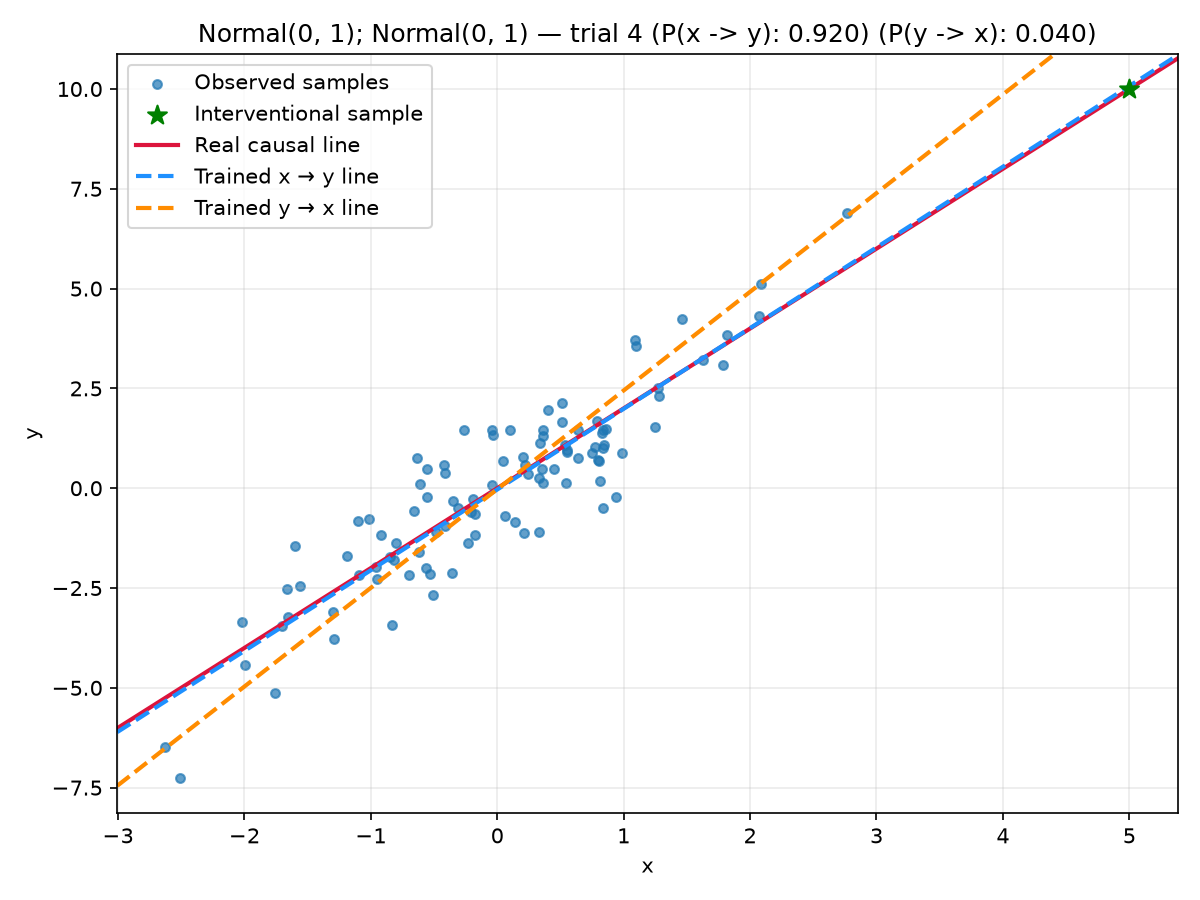 Normal(0, 1); Normal(0, 1) — trial 4 (P(x -> y): 0.920) (P(y -> x): 0.040)
Observed samples
Interventional sample
Real causal line
Trained x → y line
Trained y → x line
10.0
7.5
5.0
2.5
0.0
−2.5
−5.0
−7.5
y
−3 −2 −1 0 1 2 3 4 5
x